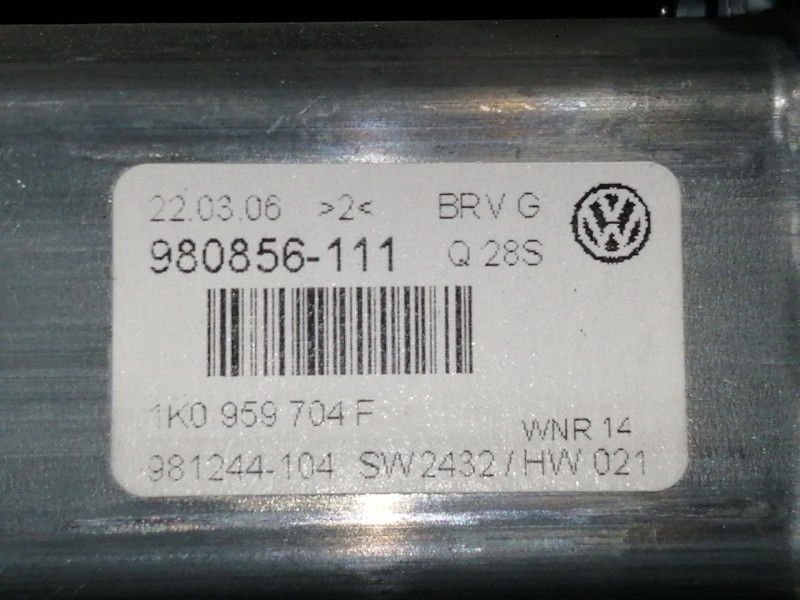 22.03.06 >2< BRV G
980856-111 Q 28S
1K0 959 704 F
WNR 14
981244-104 SW2432/HW 021